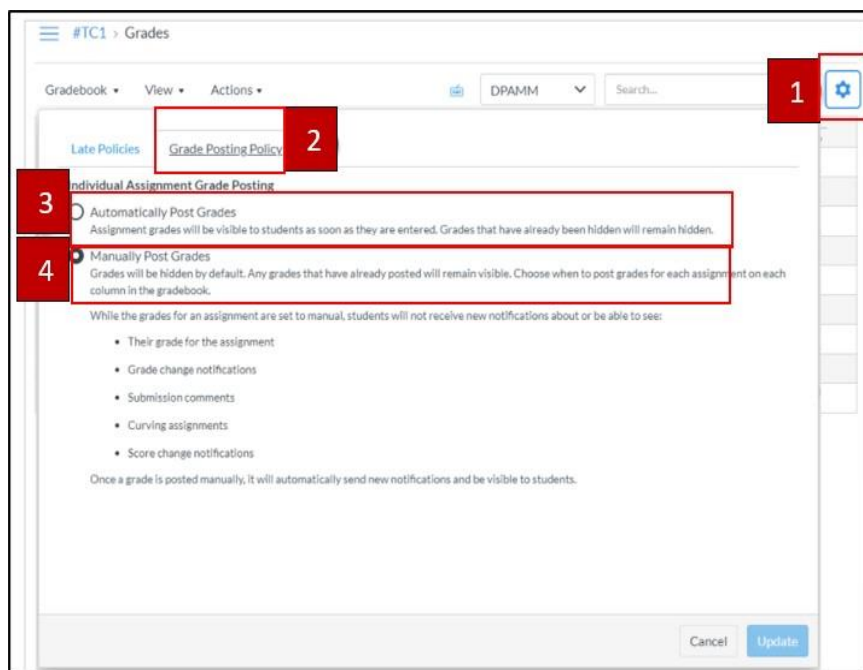 #TC1 > Grades
Gradebook View Actions DPAMM Search... 1
Late Policies Grade Posting Policy 2
Individual Assignment Grade Posting
3 Automatically Post Grades
Assignment grades will be visible to students as soon as they are entered. Grades that have already been hidden will remain hidden.
4 Manually Post Grades
Grades will be hidden by default. Any grades that have already posted will remain visible. Choose when to post grades for each assignment on each
column in the gradebook.
While the grades for an assignment are set to manual, students will not receive new notifications about or be able to see:
• Their grade for the assignment
• Grade change notifications
• Submission comments
• Curving assignments
• Score change notifications
Once a grade is posted manually, it will automatically send new notifications and be visible to students.
Cancel Update